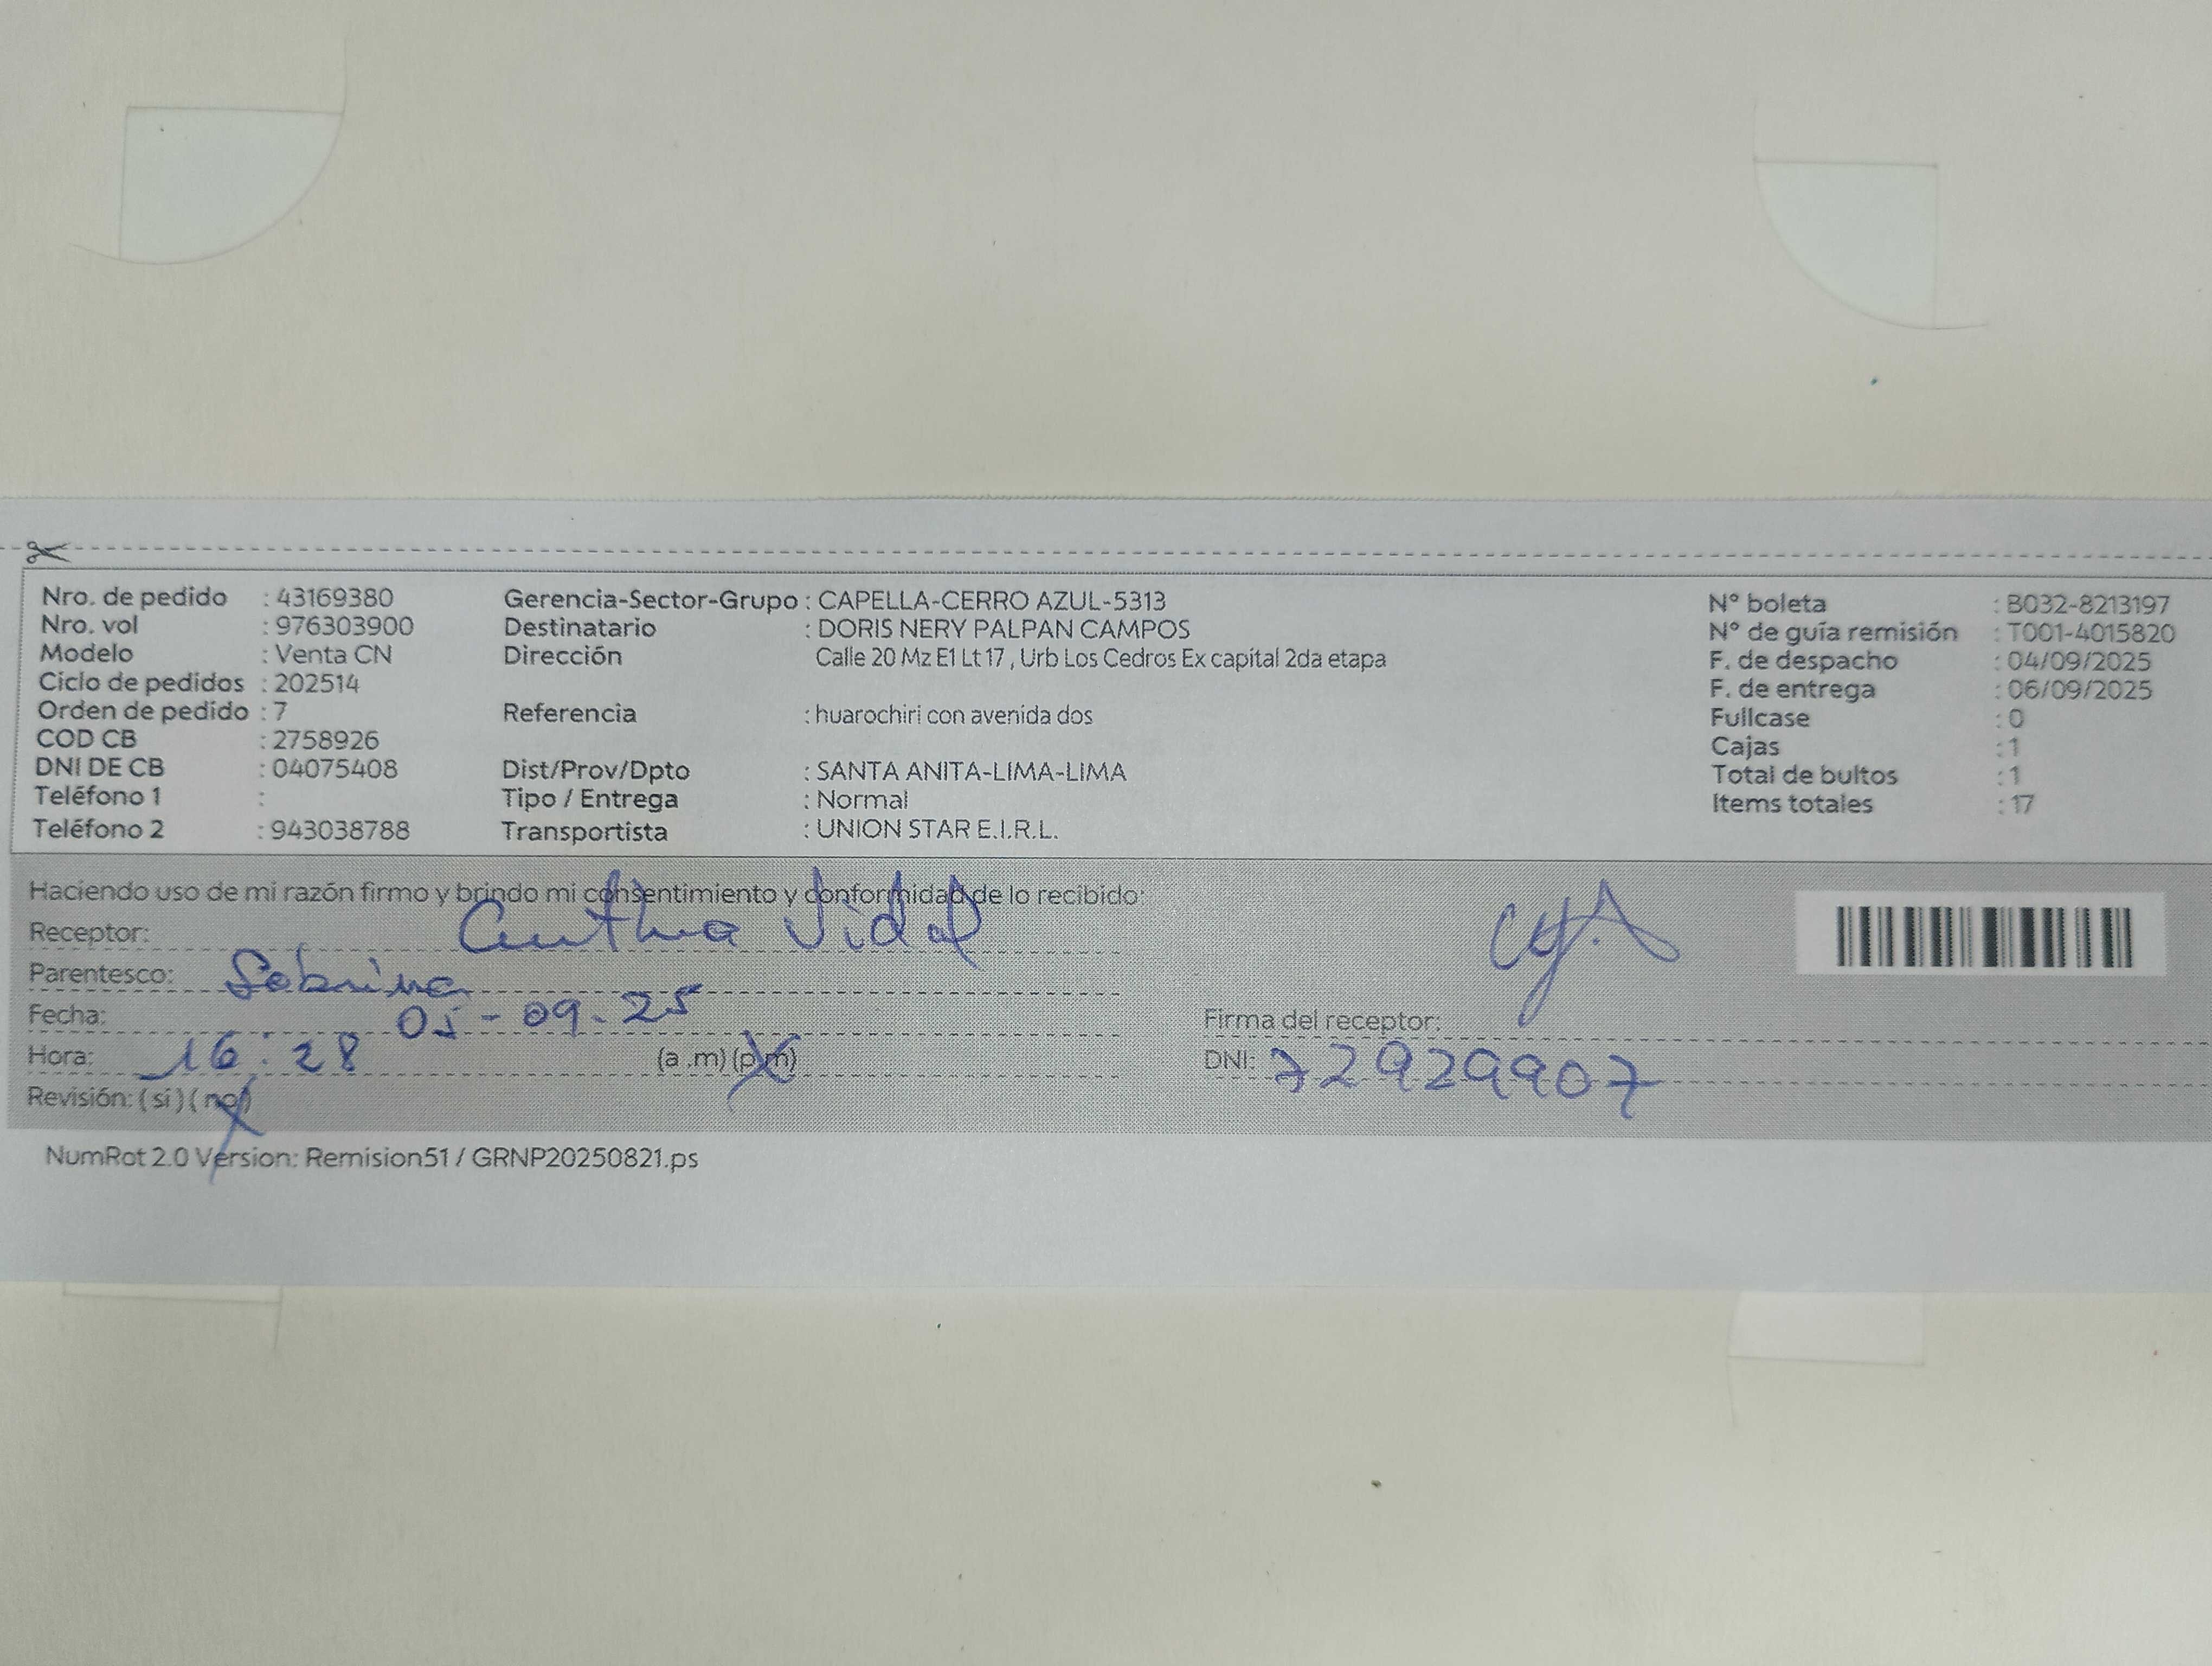 Nro. de pedido : 43169380 Gerencia-Sector-Grupo : CAPELLA-CERRO AZUL-5313 N° boleta : B032-8213197
Nro. vol : 976303900 Destinatario : DORIS NERY PALPAN CAMPOS N° de guía remisión : T001-4015820
Modelo : Venta CN Dirección Calle 20 Mz E1 Lt 17 , Urb Los Cedros Ex capital 2da etapa F. de despacho : 04/09/2025
Ciclo de pedidos : 202514 F. de entrega : 06/09/2025
Orden de pedido : 7 Referencia : huarochiri con avenida dos Fullcase : 0
COD CB : 2758926 Cajas : 1
DNI DE CB : 04075408 Dist/Prov/Dpto : SANTA ANITA-LIMA-LIMA Total de bultos : 1
Teléfono 1 : Tipo / Entrega : Normal Items totales : 17
Teléfono 2 : 943038788 Transportista : UNION STAR E.I.R.L.
Haciendo uso de mi razón firmo y brindo mi consentimiento y conformidad de lo recibido:
Receptor: Vidal
Parentesco: Sobrina
Fecha: 05-09-25 Firma del receptor:
Hora: 16:28 (a .m) (p.m) DNI: 72929907
Revisión: ( sí ) ( no )
NumRot 2.0 Version: Remision51 / GRNP20250821.ps